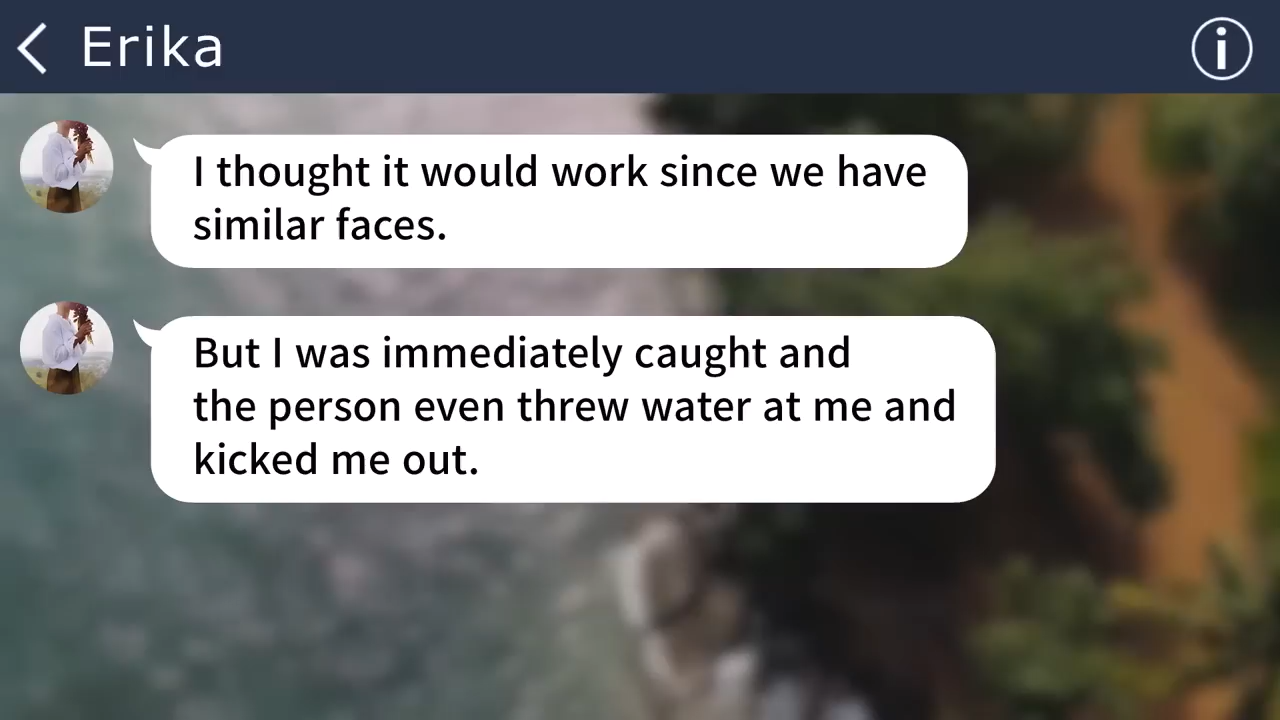 Erika
I thought it would work since we have
similar faces.
But I was immediately caught and
the person even threw water at me and
kicked me out.